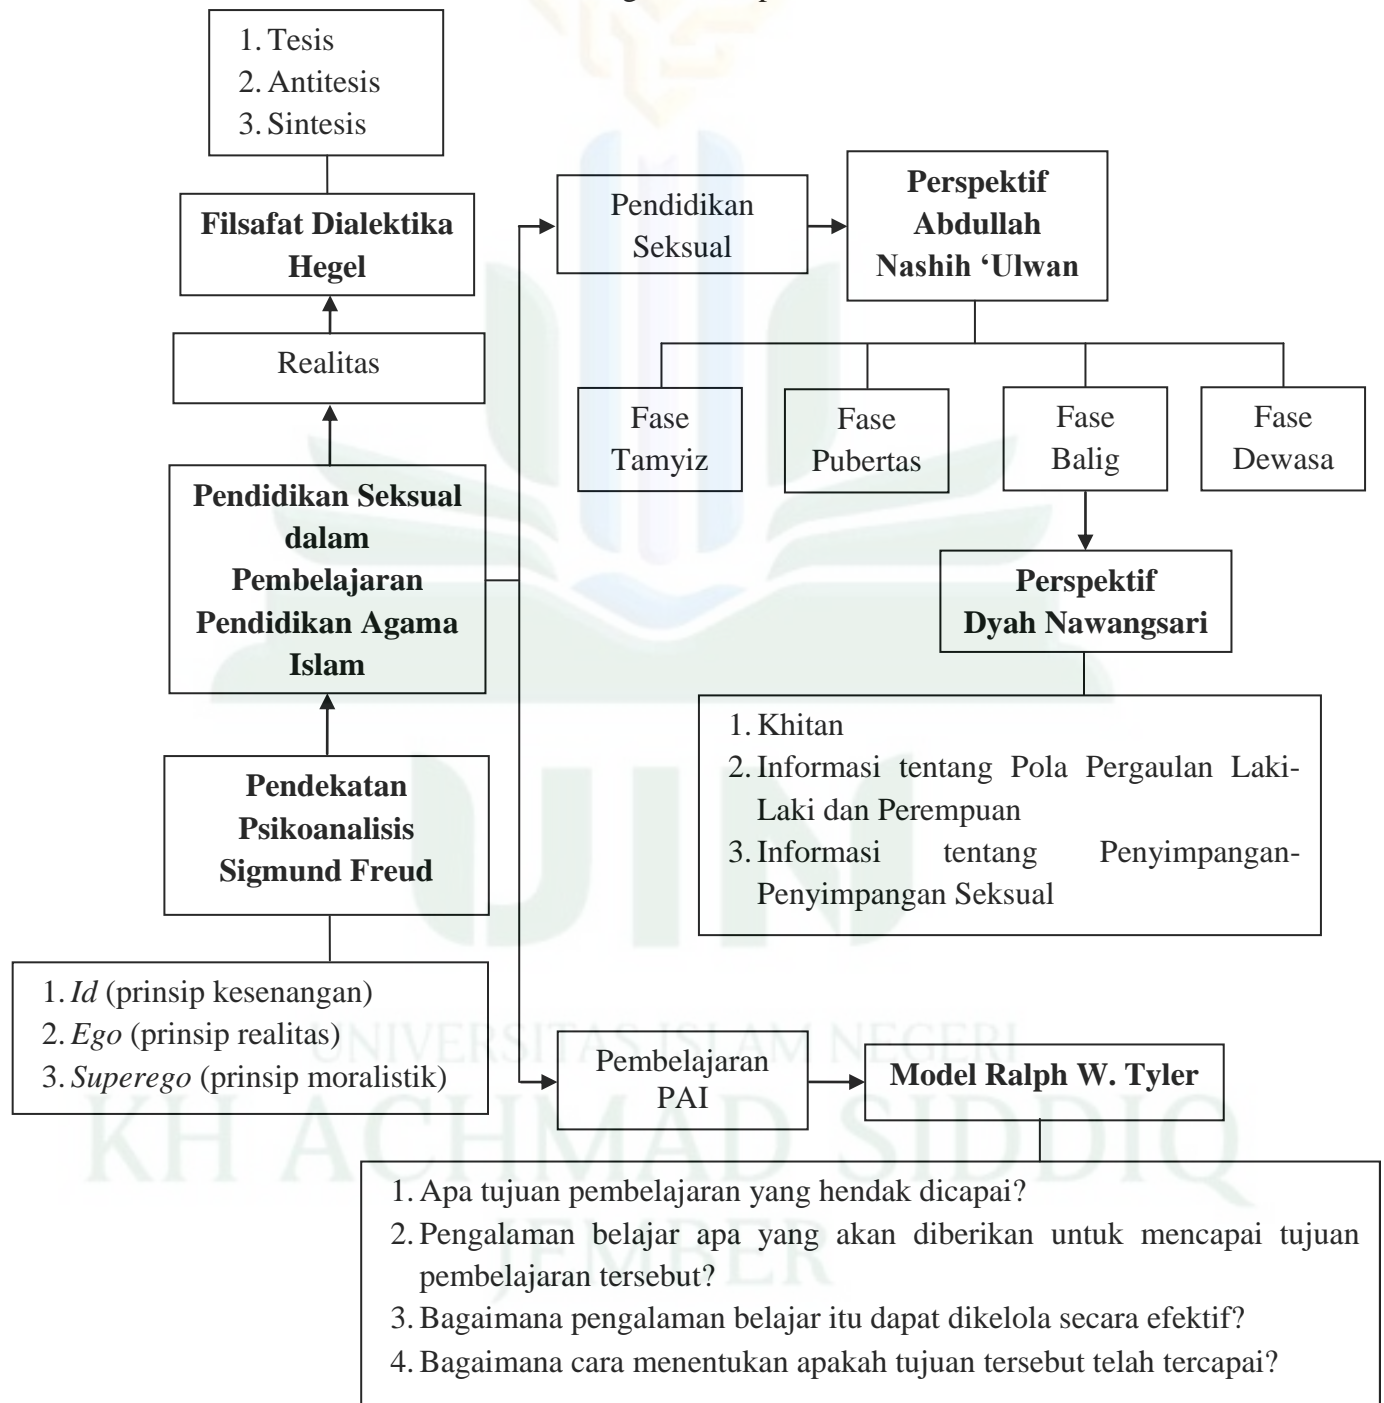 1. Tesis
2. Antitesis
3. Sintesis
Filsafat Dialektika
Hegel
Realitas
Pendidikan Seksual
dalam
Pembelajaran
Pendidikan Agama
Islam
Pendekatan
Psikoanalisis
Sigmund Freud
1. Id (prinsip kesenangan)
2. Ego (prinsip realitas)
3. Superego (prinsip moralistik)
Pendidikan
Seksual
Perspektif
Abdullah
Nashih ‘Ulwan
Fase
Tamyiz
Fase
Pubertas
Fase
Balig
Fase
Dewasa
Perspektif
Dyah Nawangsari
1. Khitan
2. Informasi tentang Pola Pergaulan Laki-
Laki dan Perempuan
3. Informasi tentang Penyimpangan-
Penyimpangan Seksual
Pembelajaran
PAI
Model Ralph W. Tyler
1. Apa tujuan pembelajaran yang hendak dicapai?
2. Pengalaman belajar apa yang akan diberikan untuk mencapai tujuan
pembelajaran tersebut?
3. Bagaimana pengalaman belajar itu dapat dikelola secara efektif?
4. Bagaimana cara menentukan apakah tujuan tersebut telah tercapai?
UIN
UNIVERSITAS ISLAM NEGERI
KH ACHMAD SIDDIQ
JEMBER